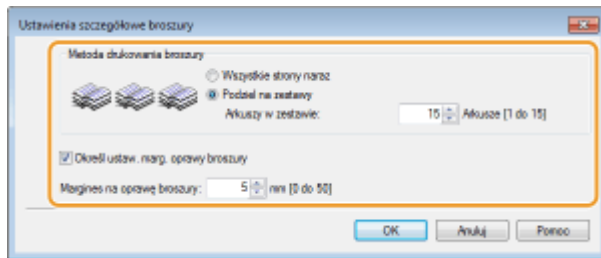 Ustawienia szczegółowe broszury
Metoda drukowania broszury
Wszystkie strony naraz
Podziel na zestawy
Arkuszy w zestawie: 15 Arkusze [1 do 15]
Określ ustaw. marg. oprawy broszury
Margines na oprawę broszury: 5 mm [0 do 50]
OK Anuluj Pomoc